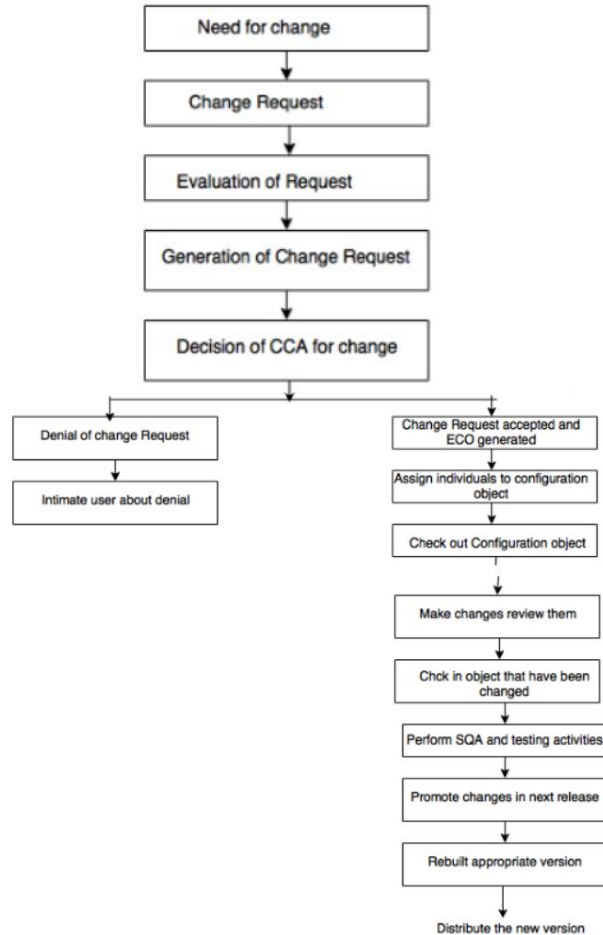 Need for change
Change Request
Evaluation of Request
Generation of Change Request
Decision of CCA for change
Denial of change Request
Intimate user about denial
Change Request accepted and
ECO generated
Assign individuals to configuration
object
Check out Configuration object
Make changes review them
Chck in object that have been
changed
Perform SQA and testing activities
Promote changes in next release
Rebuilt appropriate version
Distribute the new version